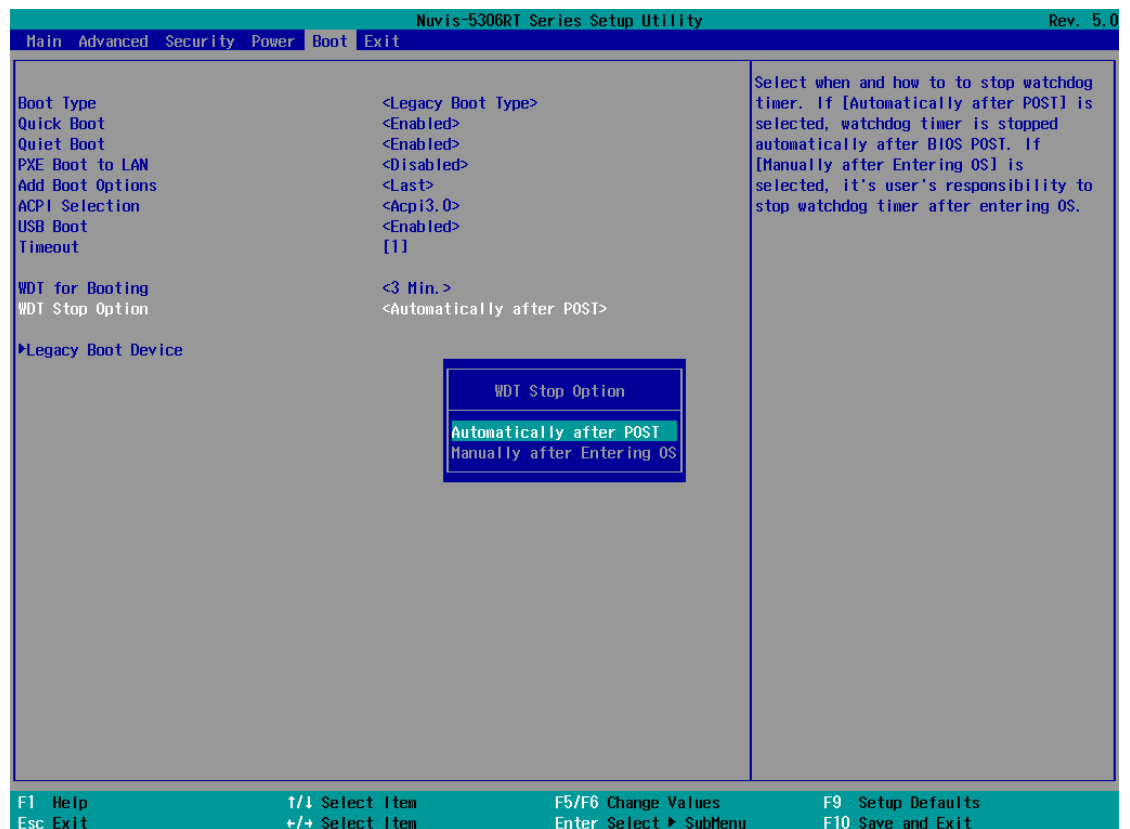 Nuvis-5306RT Series Setup Utility Rev. 5.0
Main Advanced Security Power Boot Exit
Boot Type <Legacy Boot Type>
Quick Boot <Enabled>
Quiet Boot <Enabled>
PXE Boot to LAN <Disabled>
Add Boot Options <Last>
ACPI Selection <Acpi3.0>
USB Boot <Enabled>
Timeout [1]
WDT for Booting <3 Min.>
WDT Stop Option <Automatically after POST>
▶Legacy Boot Device
WDT Stop Option
Automatically after POST
Manually after Entering OS
Select when and how to to stop watchdog
timer. If [Automatically after POST] is
selected, watchdog timer is stopped
automatically after BIOS POST. If
[Manually after Entering OS] is
selected, it's user's responsibility to
stop watchdog timer after entering OS.
F1 Help ↑/↓ Select Item F5/F6 Change Values F9 Setup Defaults
Esc Exit ←/→ Select Item Enter Select ▶ SubMenu F10 Save and Exit